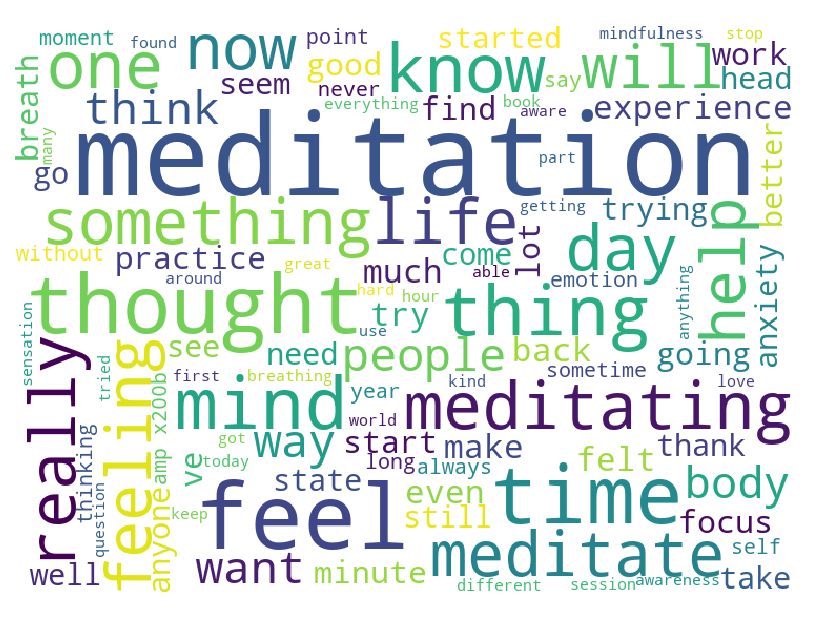 moment found now point started mindfulness stop
one seem good know say will work
breath think never everything find book aware experience head
many go meditation part
something life getting trying better
without practice much come lot day help
around great able emotion anxiety
thought hard hour thing anything
sensation use try
really see need people back going
feeling tried x200b first breathing mind year sometime kind meditating love
thinking way got world start make felt thank
amp ve today state long always body
question anyone keep feel even still time focus
well want minute meditate self
different session awareness take